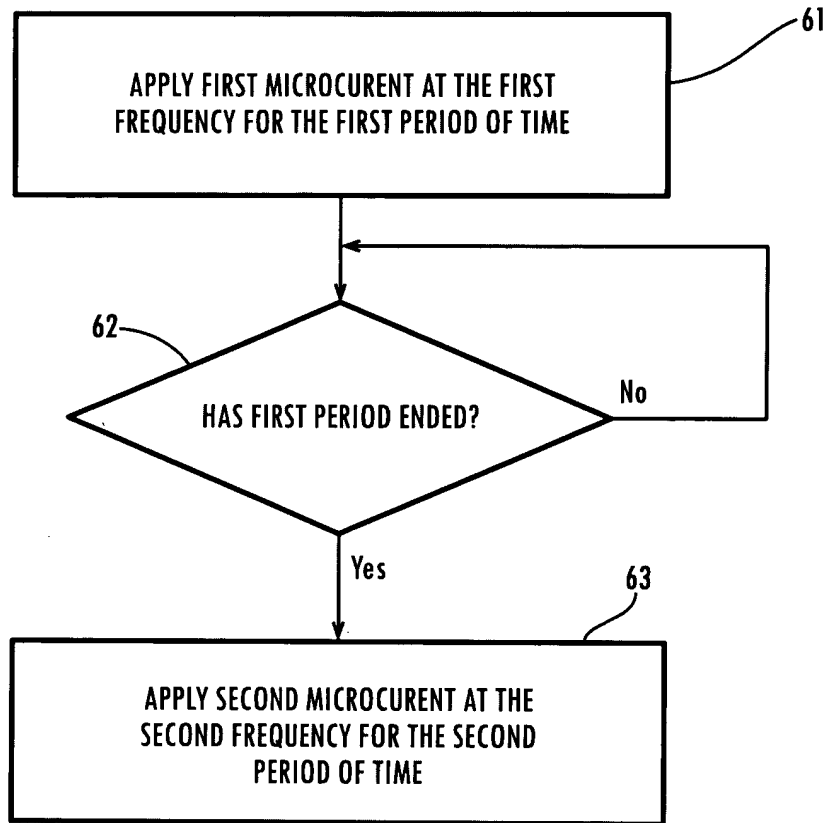 61
APPLY FIRST MICROCURENT AT THE FIRST
FREQUENCY FOR THE FIRST PERIOD OF TIME
62
HAS FIRST PERIOD ENDED?
No
Yes
63
APPLY SECOND MICROCURENT AT THE
SECOND FREQUENCY FOR THE SECOND
PERIOD OF TIME